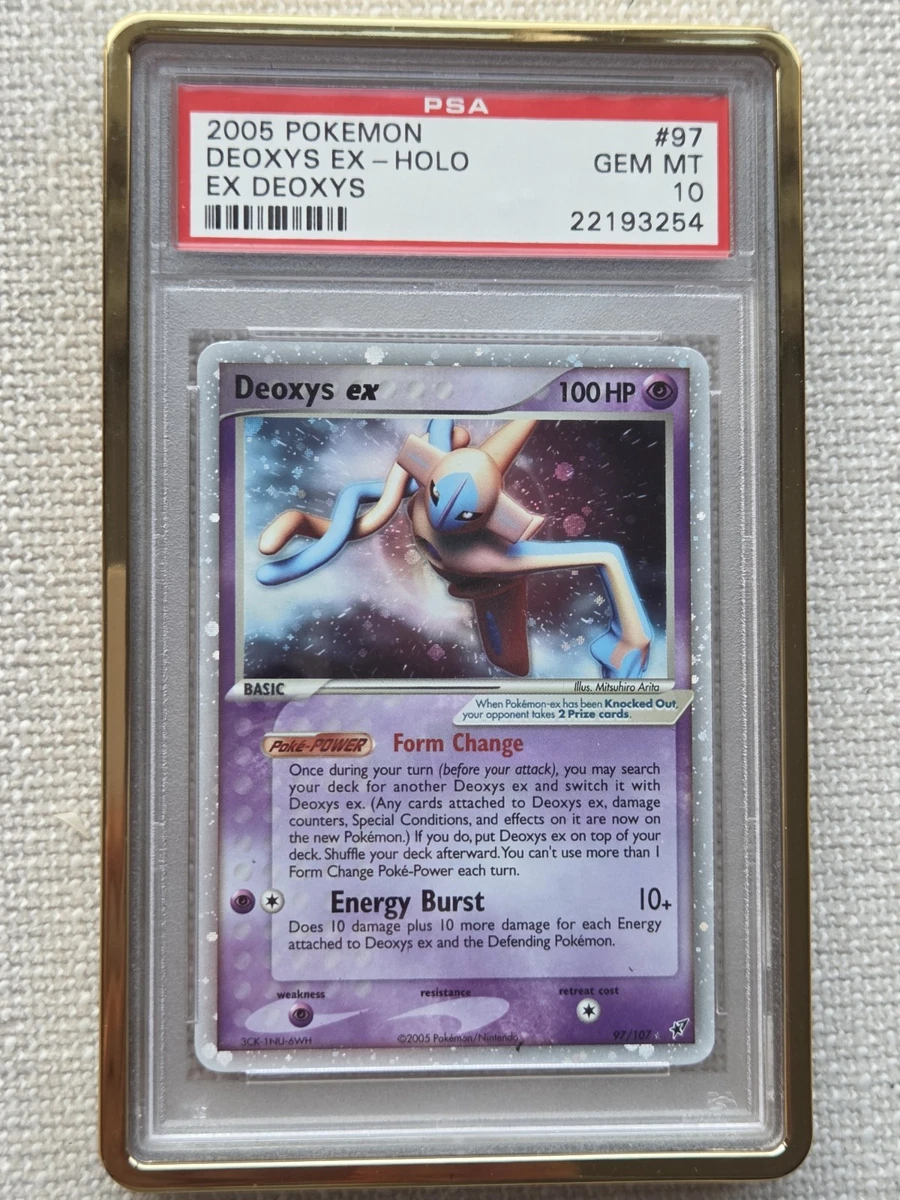 PSA
2005 POKEMON #97
DEOXYS EX – HOLO GEM MT
EX DEOXYS 10
22193254
Deoxys ex 100 HP
BASIC Illus. Mitsuhiro Arita
When Pokémon-ex has been Knocked Out,
your opponent takes 2 Prize cards.
Poké-POWER Form Change
Once during your turn (before your attack), you may search
your deck for another Deoxys ex and switch it with
Deoxys ex. (Any cards attached to Deoxys ex, damage
counters, Special Conditions, and effects on it are now on
the new Pokémon.) If you do, put Deoxys ex on top of your
deck. Shuffle your deck afterward. You can't use more than 1
Form Change Poké-Power each turn.
Energy Burst 10+
Does 10 damage plus 10 more damage for each Energy
attached to Deoxys ex and the Defending Pokémon.
weakness resistance retreat cost
3CK-1NU-6WH ©2005 Pokémon/Nintendo 97/107